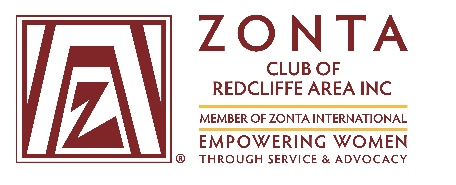 ZONTA
CLUB OF
REDCLIFFE AREA INC
MEMBER OF ZONTA INTERNATIONAL
EMPOWERING WOMEN
THROUGH SERVICE & ADVOCACY
Z
®